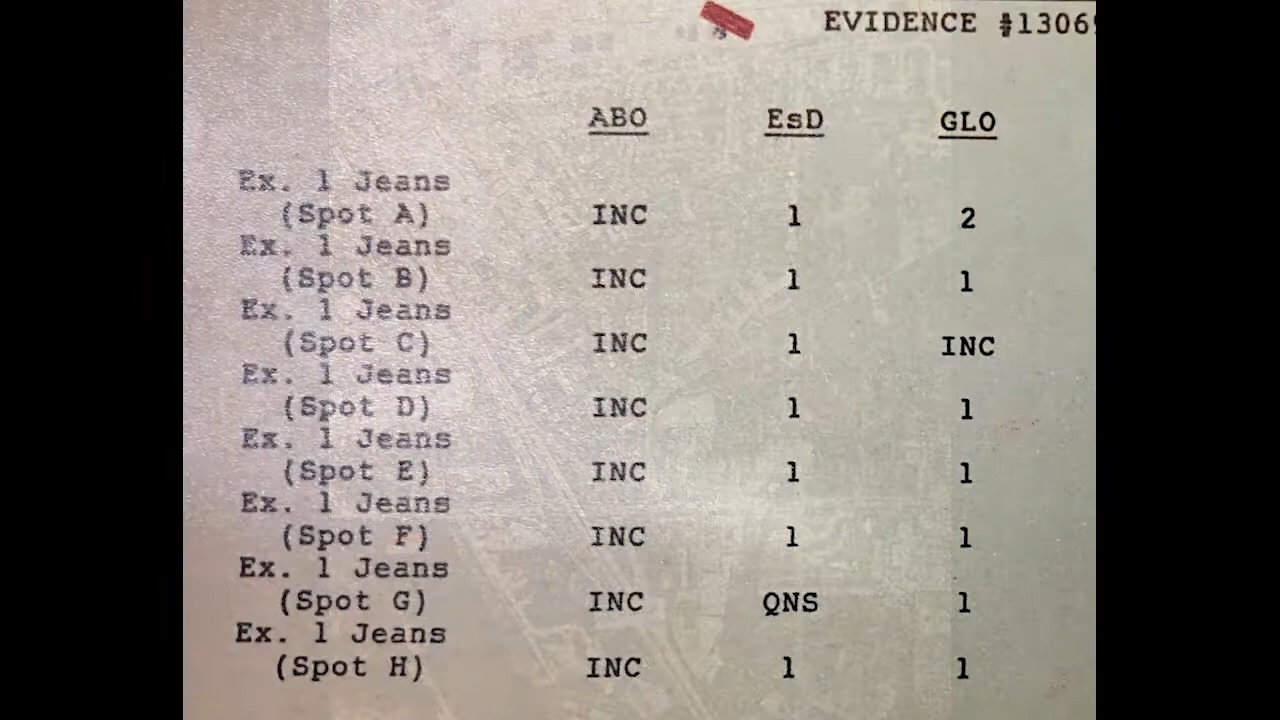 EVIDENCE #1306
ABO EsD GLO
Ex. 1 Jeans
(Spot A) INC 1 2
Ex. 1 Jeans
(Spot B) INC 1 1
Ex. 1 Jeans
(Spot C) INC 1 INC
Ex. 1 Jeans
(Spot D) INC 1 1
Ex. 1 Jeans
(Spot E) INC 1 1
Ex. 1 Jeans
(Spot F) INC 1 1
Ex. 1 Jeans
(Spot G) INC QNS 1
Ex. 1 Jeans
(Spot H) INC 1 1